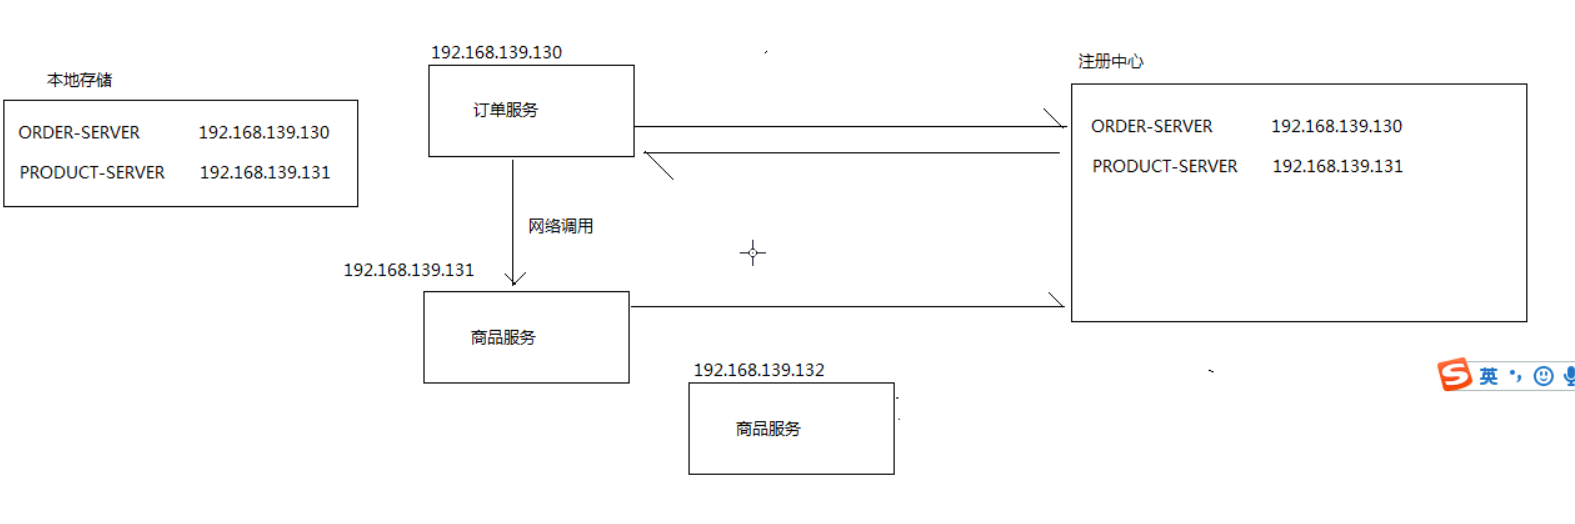 192.168.139.130
本地存储
注册中心
订单服务
ORDER-SERVER 192.168.139.130
PRODUCT-SERVER 192.168.139.131
ORDER-SERVER 192.168.139.130
PRODUCT-SERVER 192.168.139.131
网络调用
192.168.139.131
商品服务
192.168.139.132
商品服务
S 英